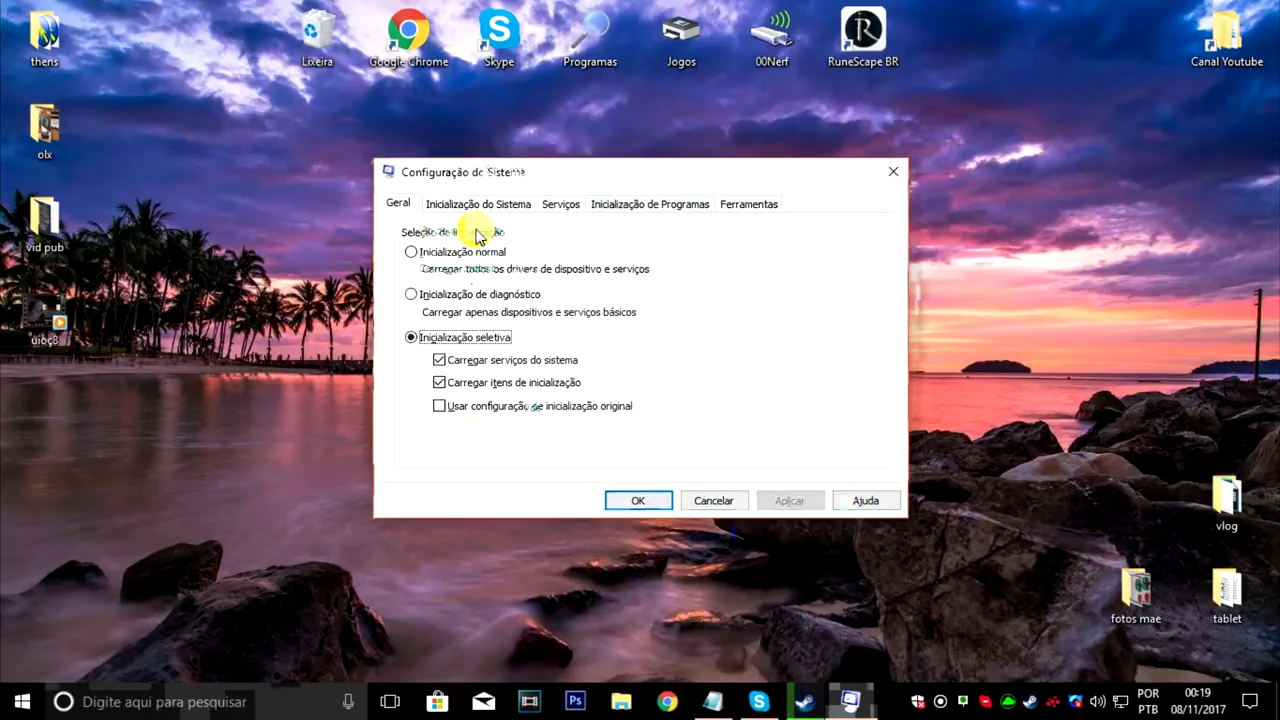 thens
Lixeira
Google Chrome
Skype
Programas
Jogos
00Nerf
RuneScape BR
Canal Youtube
olx
vid pub
uioç8
Configuração do Sistema
Geral
Inicialização do Sistema
Serviços
Inicialização de Programas
Ferramentas
Seleção de inicialização
Inicialização normal
Carregar todos os drivers de dispositivo e serviços
Inicialização de diagnóstico
Carregar apenas dispositivos e serviços básicos
Inicialização seletiva
Carregar serviços do sistema
Carregar itens de inicialização
Usar configuração de inicialização original
OK
Cancelar
Aplicar
Ajuda
vlog
fotos mae
tablet
Digite aqui para pesquisar
Ps
POR
PTB
00:19
08/11/2017